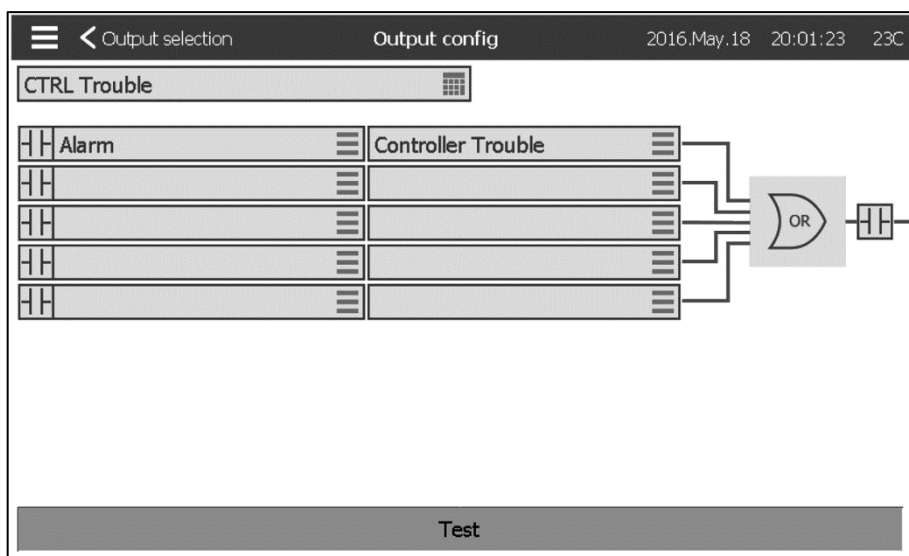 Output selection Output config 2016.May.18 20:01:23 23C
CTRL Trouble
Alarm Controller Trouble
OR
Test